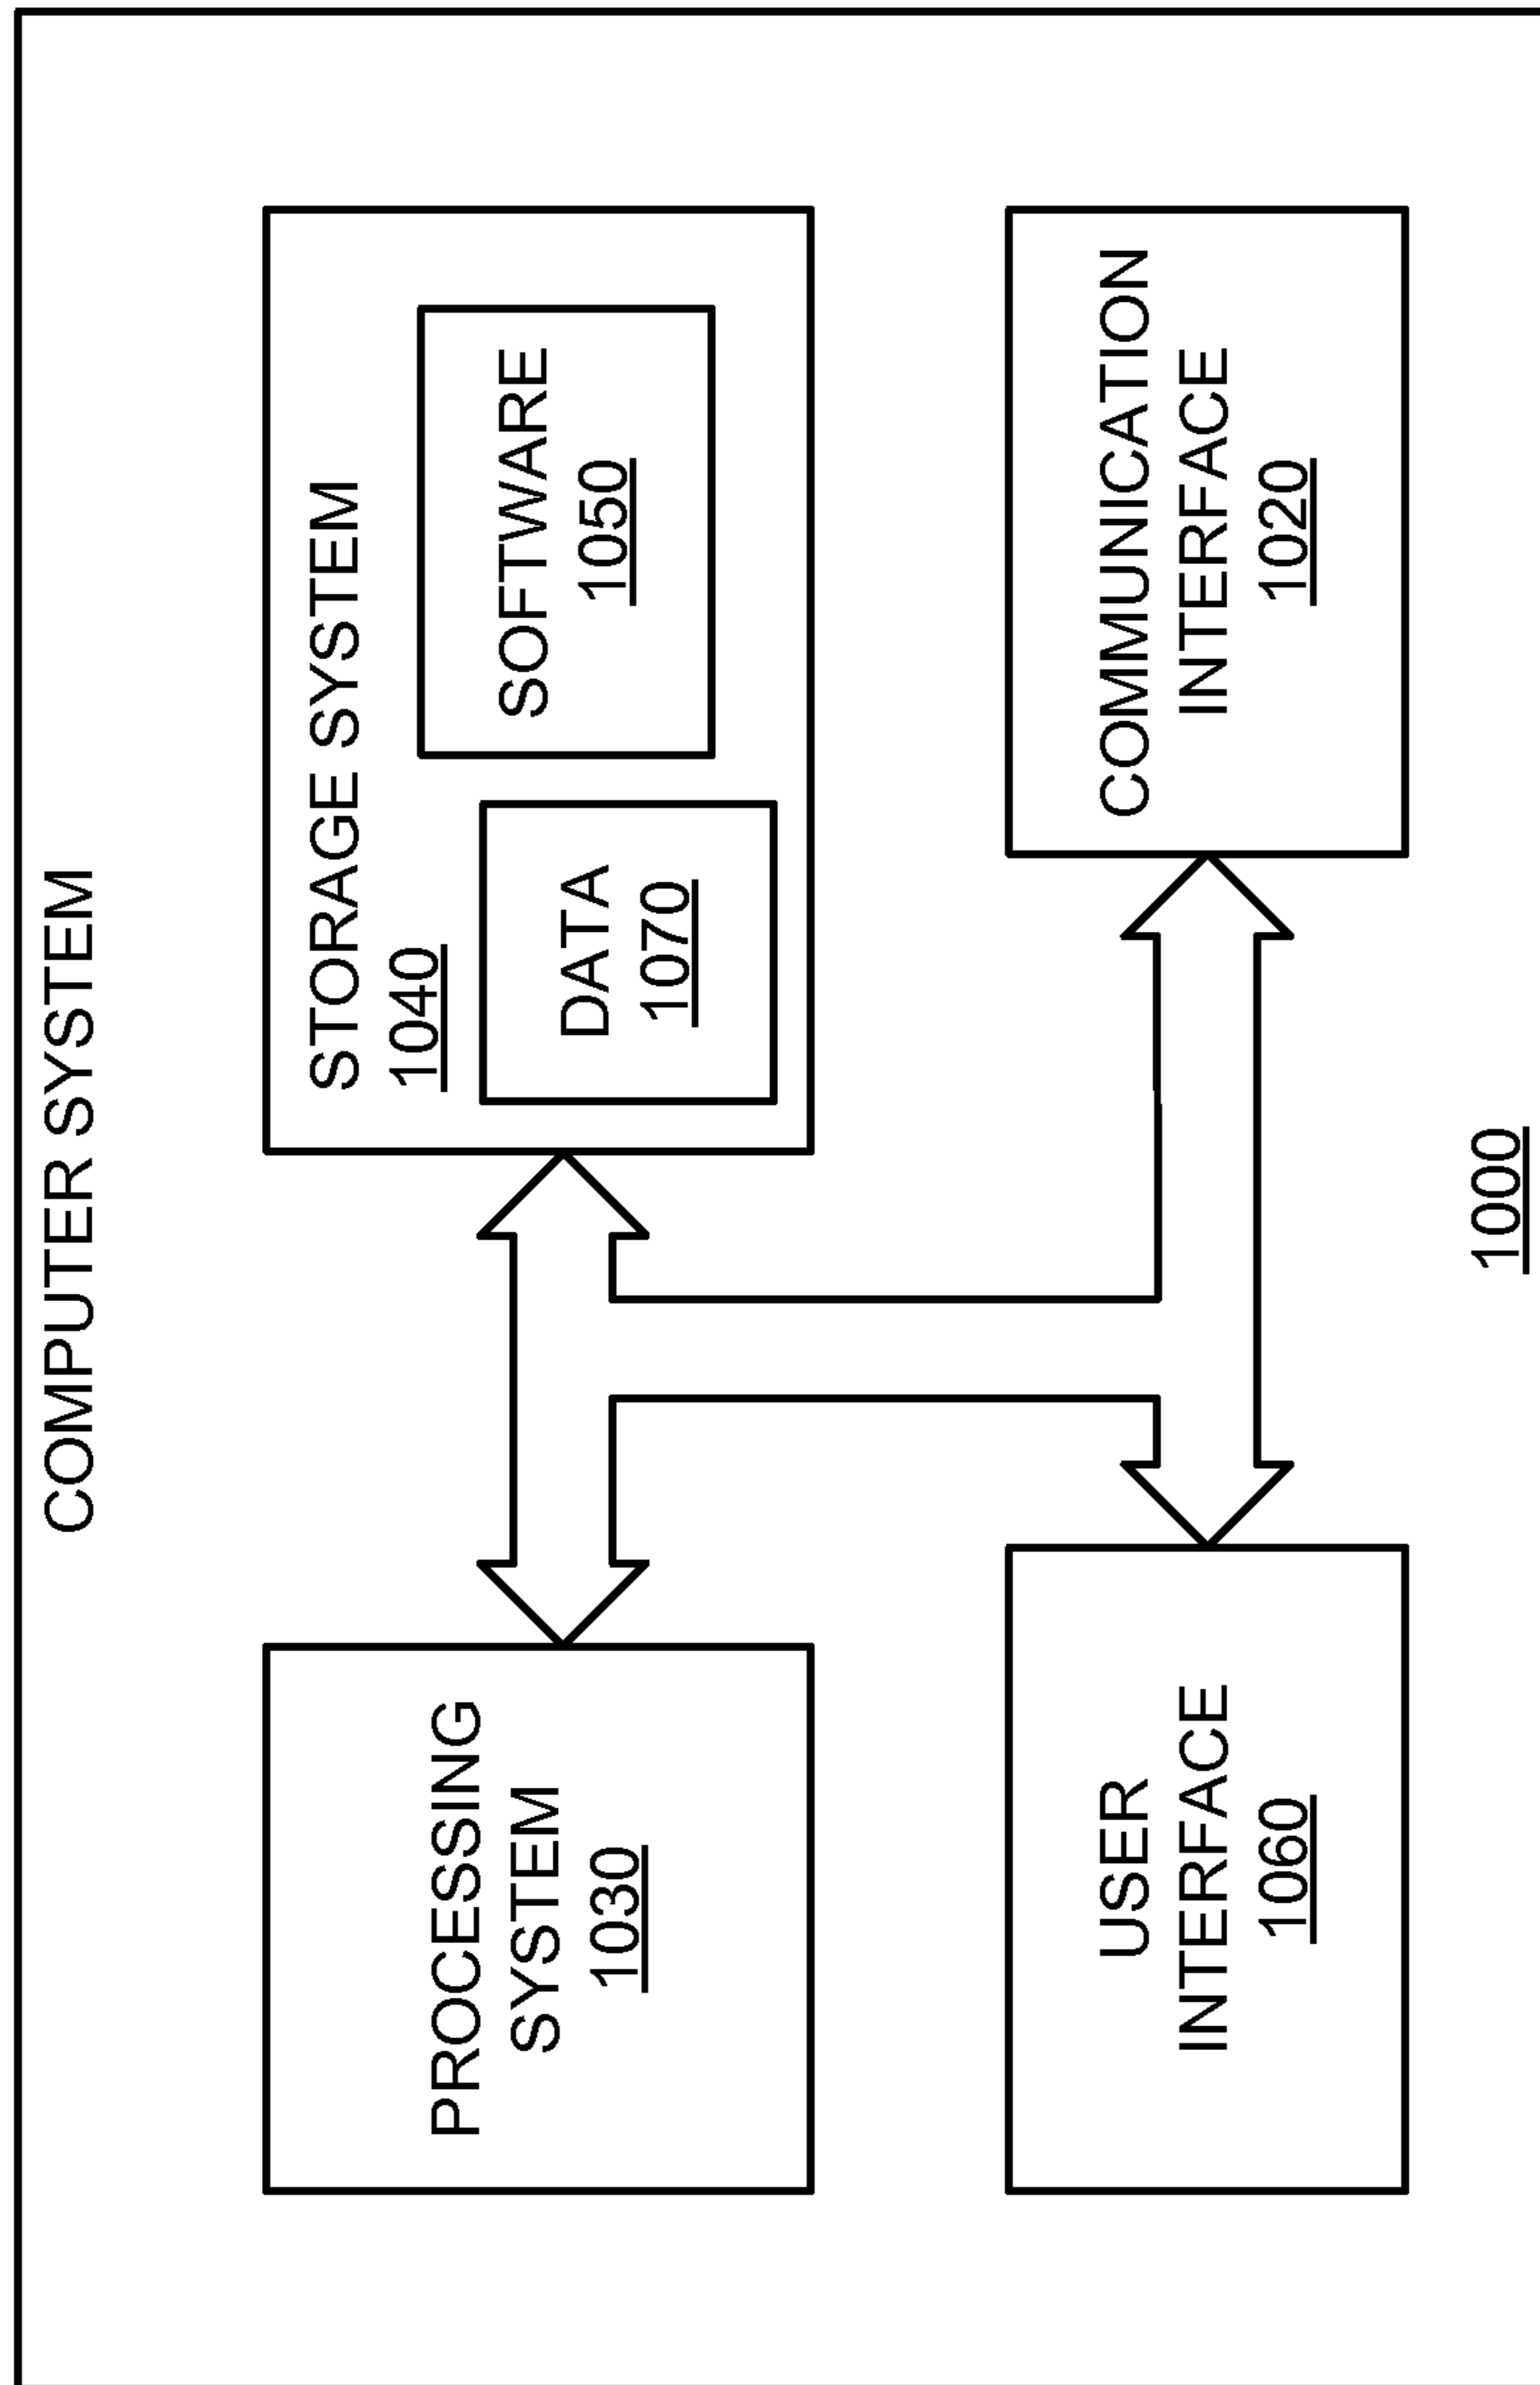 COMPUTER SYSTEM
PROCESSING
SYSTEM
1030
STORAGE SYSTEM
1040
DATA
1070
SOFTWARE
1050
USER
INTERFACE
1060
COMMUNICATION
INTERFACE
1020
1000